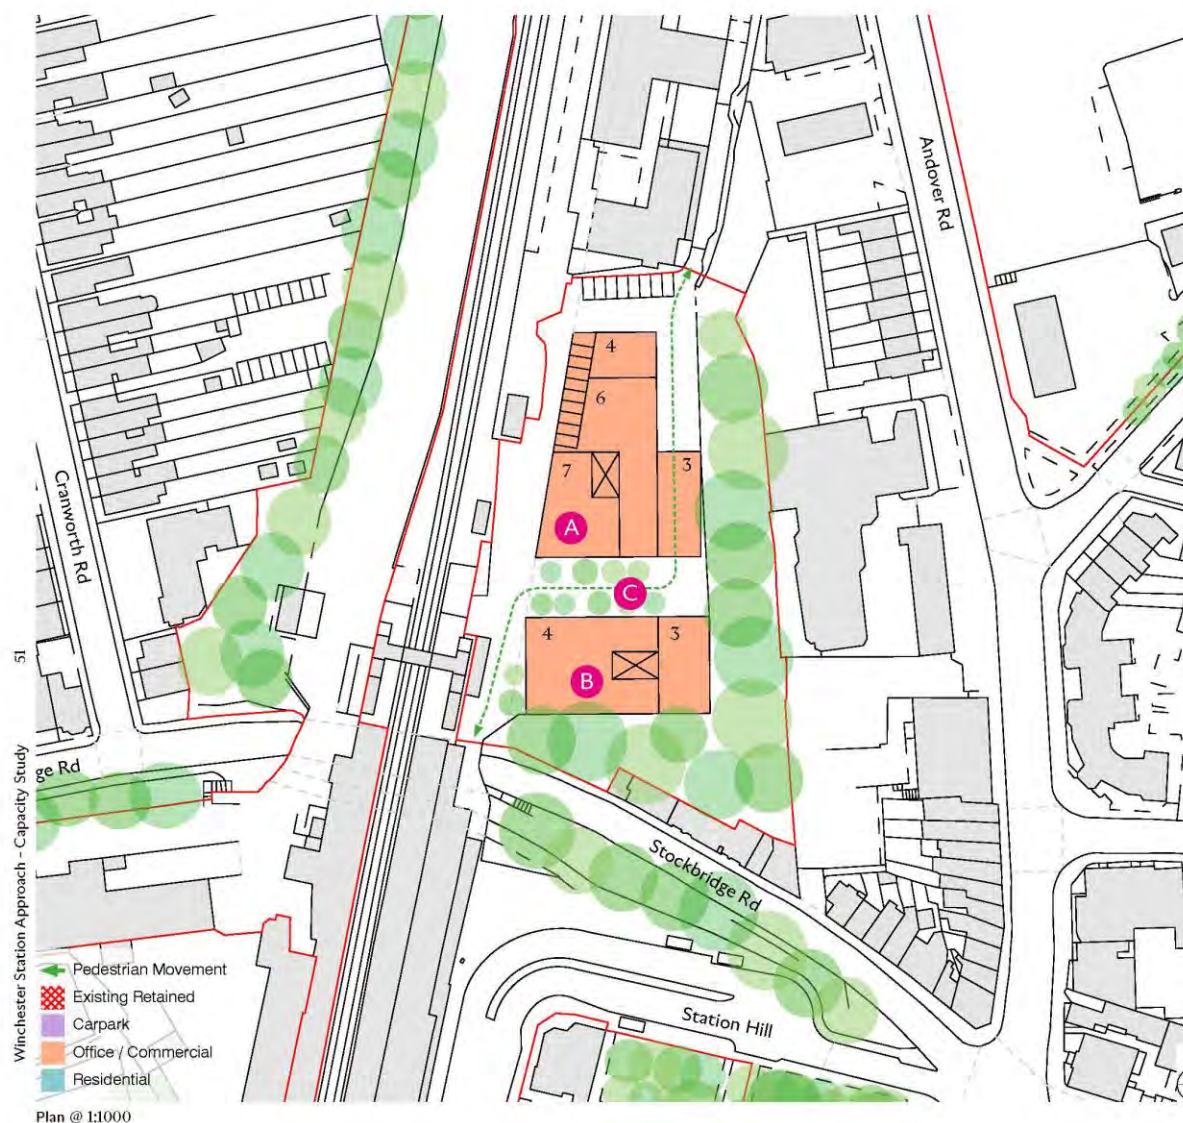 Andover Rd
4
6
7
3
A
Cranworth Rd
C
4
3
B
ge Rd
Stockbridge Rd
Station Hill
51
Winchester Station Approach - Capacity Study
Pedestrian Movement
Existing Retained
Carpark
Office / Commercial
Residential
Plan @ 1:1000